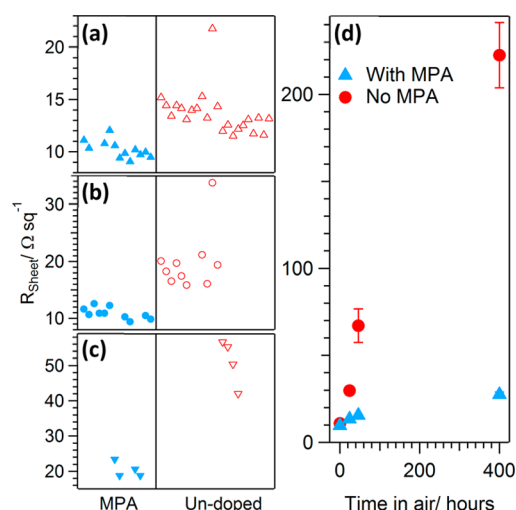 (a)
20
15
10
(b)
30
20
10
(c)
50
40
30
20
R_Sheet/ Ω sq⁻¹
MPA
Un-doped
(d)
With MPA
No MPA
200
100
0
0
200
400
Time in air/ hours